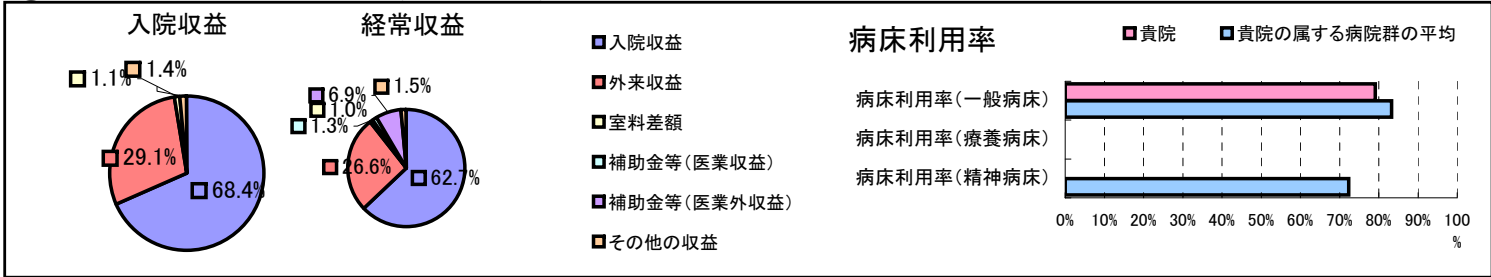 入院収益
1.1%
1.4%
29.1%
68.4%
経常収益
6.9%
1.5%
1.0%
1.3%
26.6%
62.7%
入院収益
外来収益
室料差額
補助金等(医業収益)
補助金等(医業外収益)
その他の収益
病床利用率
貴院
貴院の属する病院群の平均
病床利用率(一般病床)
病床利用率(療養病床)
病床利用率(精神病床)
0% 10% 20% 30% 40% 50% 60% 70% 80% 90% 100
%